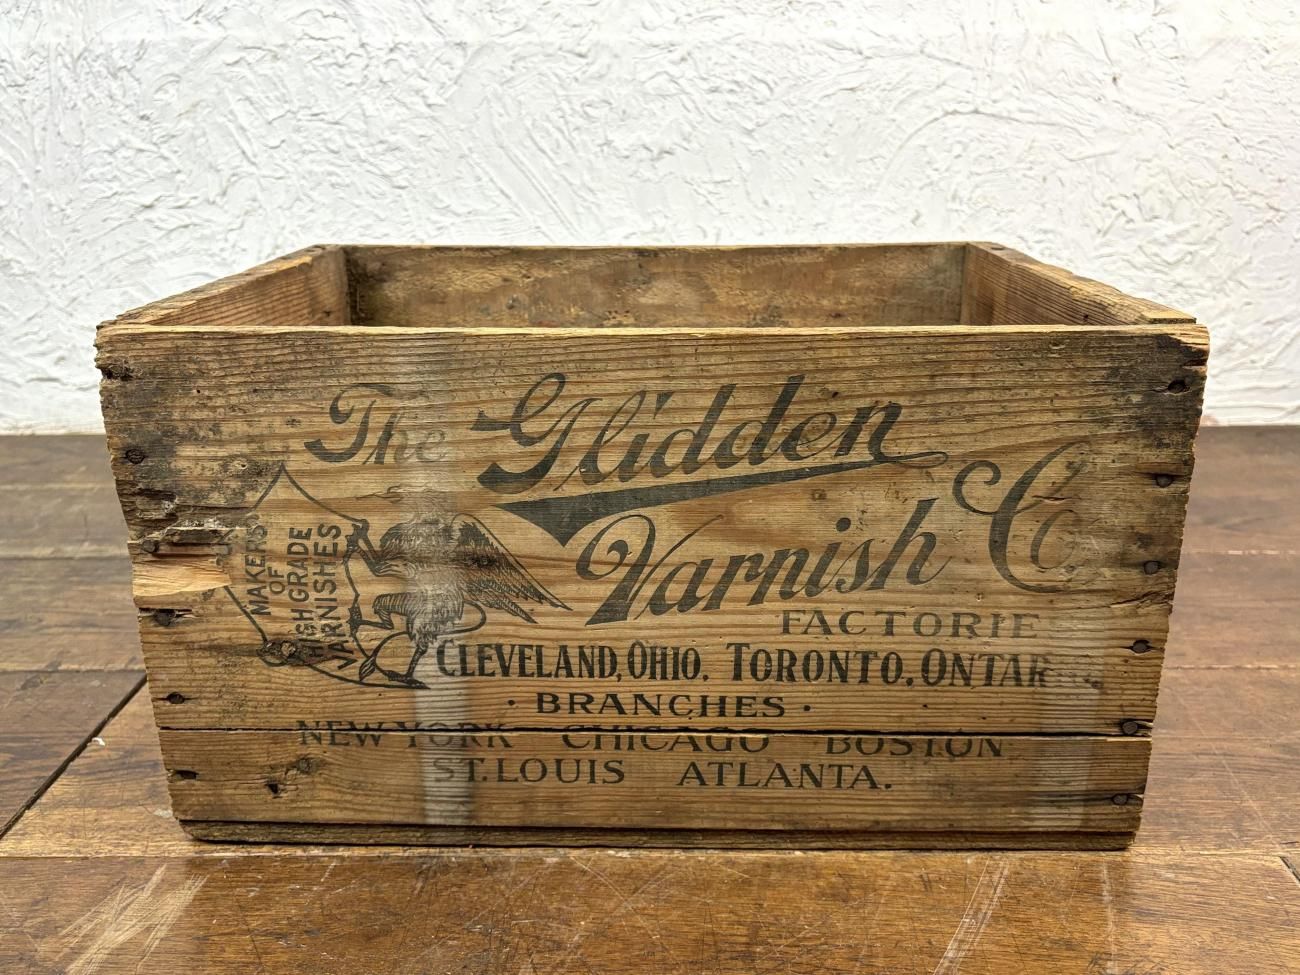 The Glidden
Varnish Co
FACTORIE
CLEVELAND, OHIO. TORONTO, ONTAR
· BRANCHES ·
NEW YORK CHICAGO BOSTON
ST. LOUIS ATLANTA.
MAKERS
OF
HIGH GRADE
VARNISHES